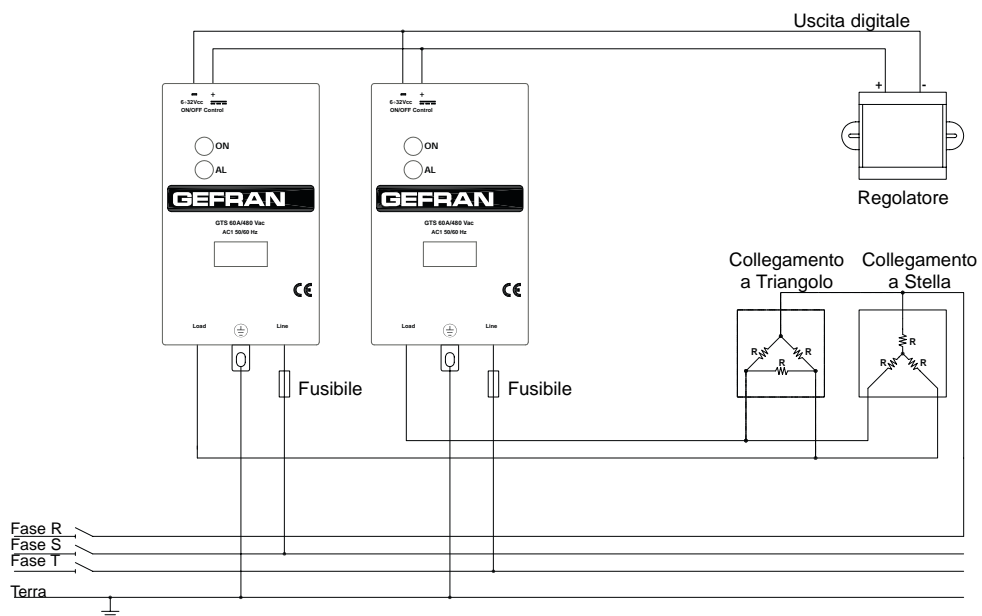 Uscita digitale
+ -
- +
6-32Vcc
ON/OFF Control
ON
AL
GEFRAN
GTS 60A/480 Vac
AC1 50/60 Hz
CE
Load
Line
Fusibile
- +
6-32Vcc
ON/OFF Control
ON
AL
GEFRAN
GTS 60A/480 Vac
AC1 50/60 Hz
CE
Load
Line
Fusibile
Regolatore
Collegamento
a Triangolo
R
R
R
Collegamento
a Stella
R
R
R
Fase R
Fase S
Fase T
Terra